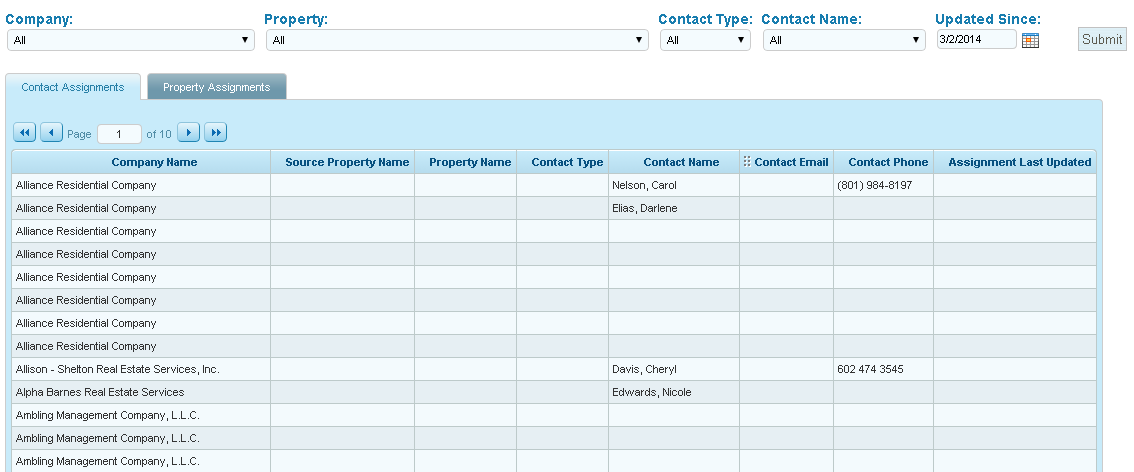 Company: Property: Contact Type: Contact Name: Updated Since:
All All All All 3/2/2014 Submit
Contact Assignments Property Assignments
Page 1 of 10
Company Name Source Property Name Property Name Contact Type Contact Name Contact Email Contact Phone Assignment Last Updated
Alliance Residential Company Nelson, Carol (801) 984-8197
Alliance Residential Company Elias, Darlene
Alliance Residential Company
Alliance Residential Company
Alliance Residential Company
Alliance Residential Company
Alliance Residential Company
Alliance Residential Company
Allison - Shelton Real Estate Services, Inc. Davis, Cheryl 602 474 3545
Alpha Barnes Real Estate Services Edwards, Nicole
Ambling Management Company, L.L.C.
Ambling Management Company, L.L.C.
Ambling Management Company, L.L.C.